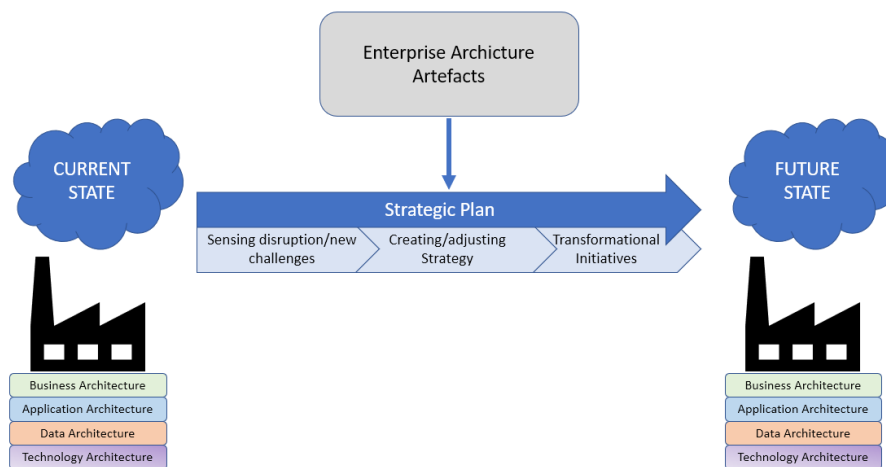 Enterprise Archicture
Artefacts
CURRENT
STATE
FUTURE
STATE
Strategic Plan
Sensing disruption/new
challenges
Creating/adjusting
Strategy
Transformational
Initiatives
Business Architecture
Application Architecture
Data Architecture
Technology Architecture
Business Architecture
Application Architecture
Data Architecture
Technology Architecture